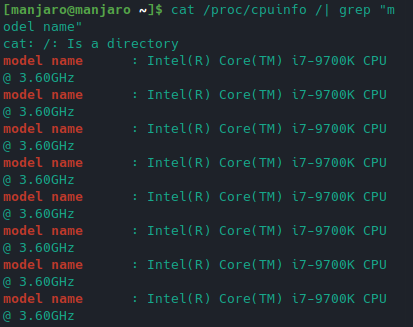 [manjaro@manjaro ~]$ cat /proc/cpuinfo /| grep "m
odel name"
cat: /: Is a directory
model name      : Intel(R) Core(TM) i7-9700K CPU
@ 3.60GHz
model name      : Intel(R) Core(TM) i7-9700K CPU
@ 3.60GHz
model name      : Intel(R) Core(TM) i7-9700K CPU
@ 3.60GHz
model name      : Intel(R) Core(TM) i7-9700K CPU
@ 3.60GHz
model name      : Intel(R) Core(TM) i7-9700K CPU
@ 3.60GHz
model name      : Intel(R) Core(TM) i7-9700K CPU
@ 3.60GHz
model name      : Intel(R) Core(TM) i7-9700K CPU
@ 3.60GHz
model name      : Intel(R) Core(TM) i7-9700K CPU
@ 3.60GHz